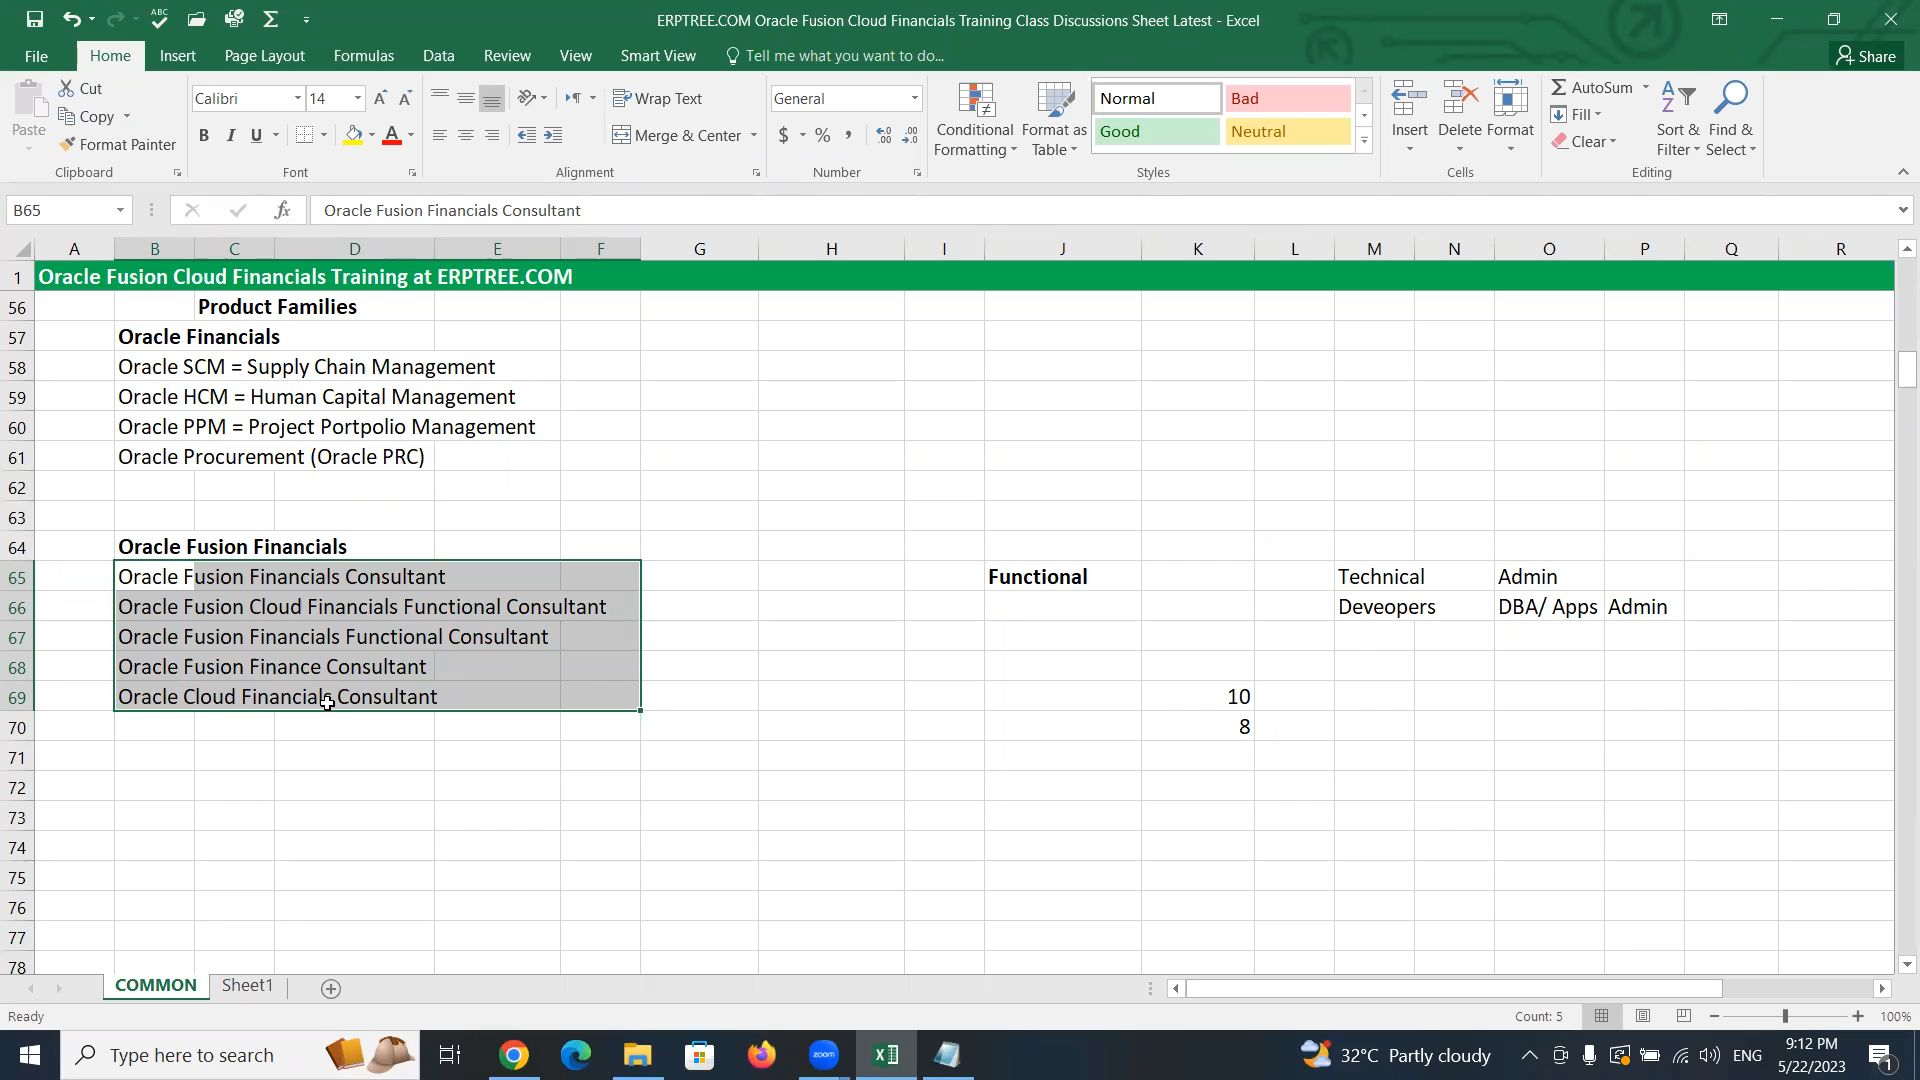 ERPTREE.COM Oracle Fusion Cloud Financials Training Class Discussions Sheet Latest - Excel
File Home Insert Page Layout Formulas Data Review View Smart View Tell me what you want to do... Share
Paste
Cut
Copy
Format Painter
Clipboard
Calibri 14
B I U
Font
Wrap Text
Merge & Center
Alignment
General
$ % ,
Number
Conditional Formatting
Format as Table
Normal Bad
Good Neutral
Styles
Insert Delete Format
Cells
AutoSum
Fill
Clear
Sort & Filter
Find & Select
Editing
B65 fx Oracle Fusion Financials Consultant
A B C D E F G H I J K L M N O P Q R
1 Oracle Fusion Cloud Financials Training at ERPTREE.COM
56 Product Families
57 Oracle Financials
58 Oracle SCM = Supply Chain Management
59 Oracle HCM = Human Capital Management
60 Oracle PPM = Project Portpolio Management
61 Oracle Procurement (Oracle PRC)
62
63
64 Oracle Fusion Financials
65 Oracle Fusion Financials Consultant Functional Technical Admin
66 Oracle Fusion Cloud Financials Functional Consultant Deveopers DBA/ Apps Admin
67 Oracle Fusion Financials Functional Consultant
68 Oracle Fusion Finance Consultant
69 Oracle Cloud Financials Consultant 10
70 8
71
72
73
74
75
76
77
78
COMMON Sheet1
Ready Count: 5 100%
Type here to search
zoom
32°C Partly cloudy ENG
9:12 PM
5/22/2023
1